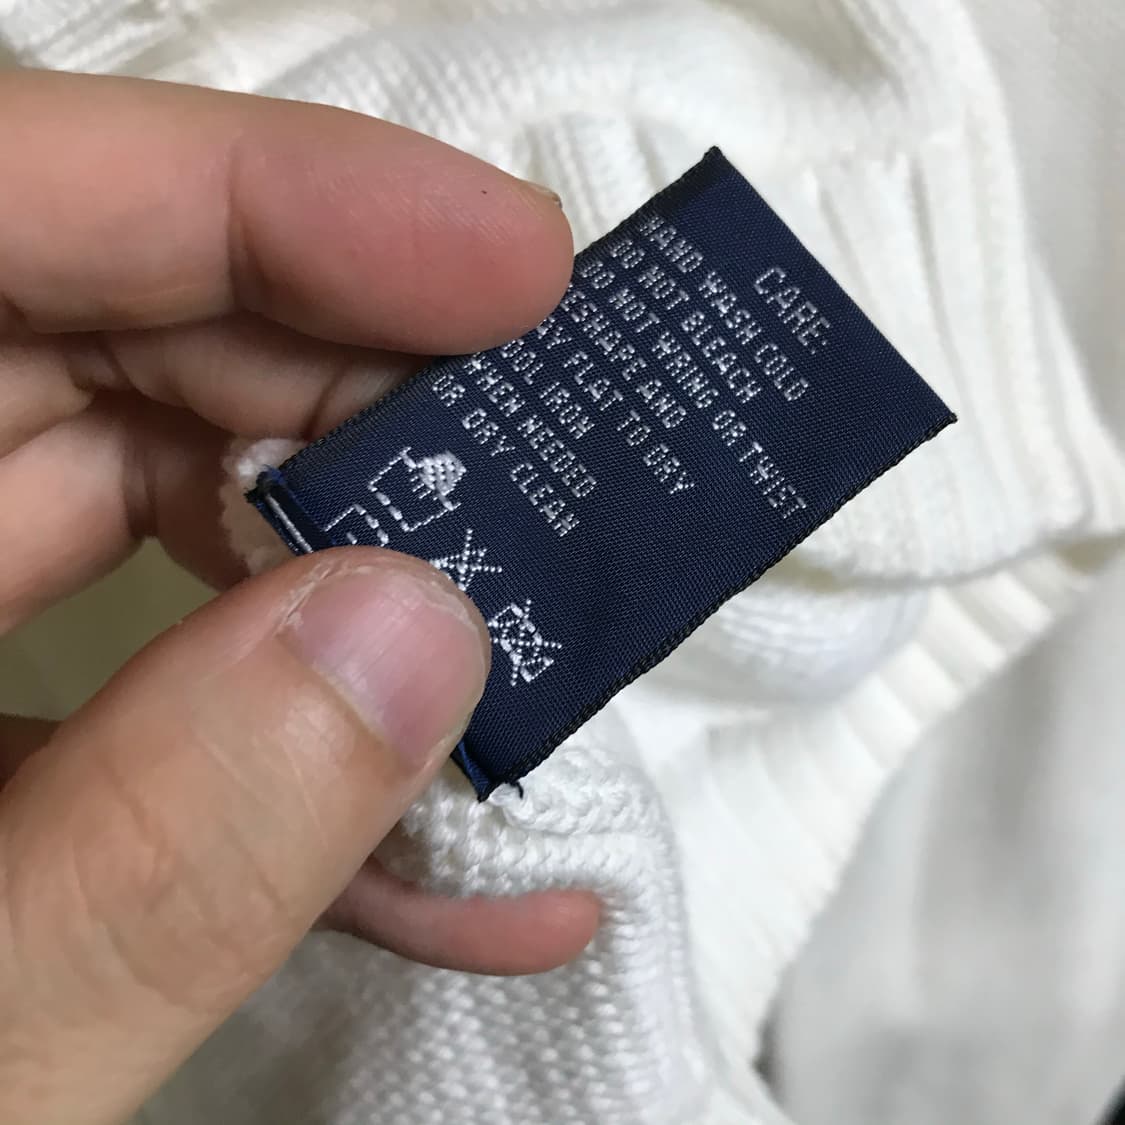 CARE:
HAND WASH COLD
DO NOT BLEACH
DO NOT WRING OR TWIST
RESHAPE AND
FLAT TO DRY
COOL IRON
WHEN NEEDED
OR DRY CLEAN